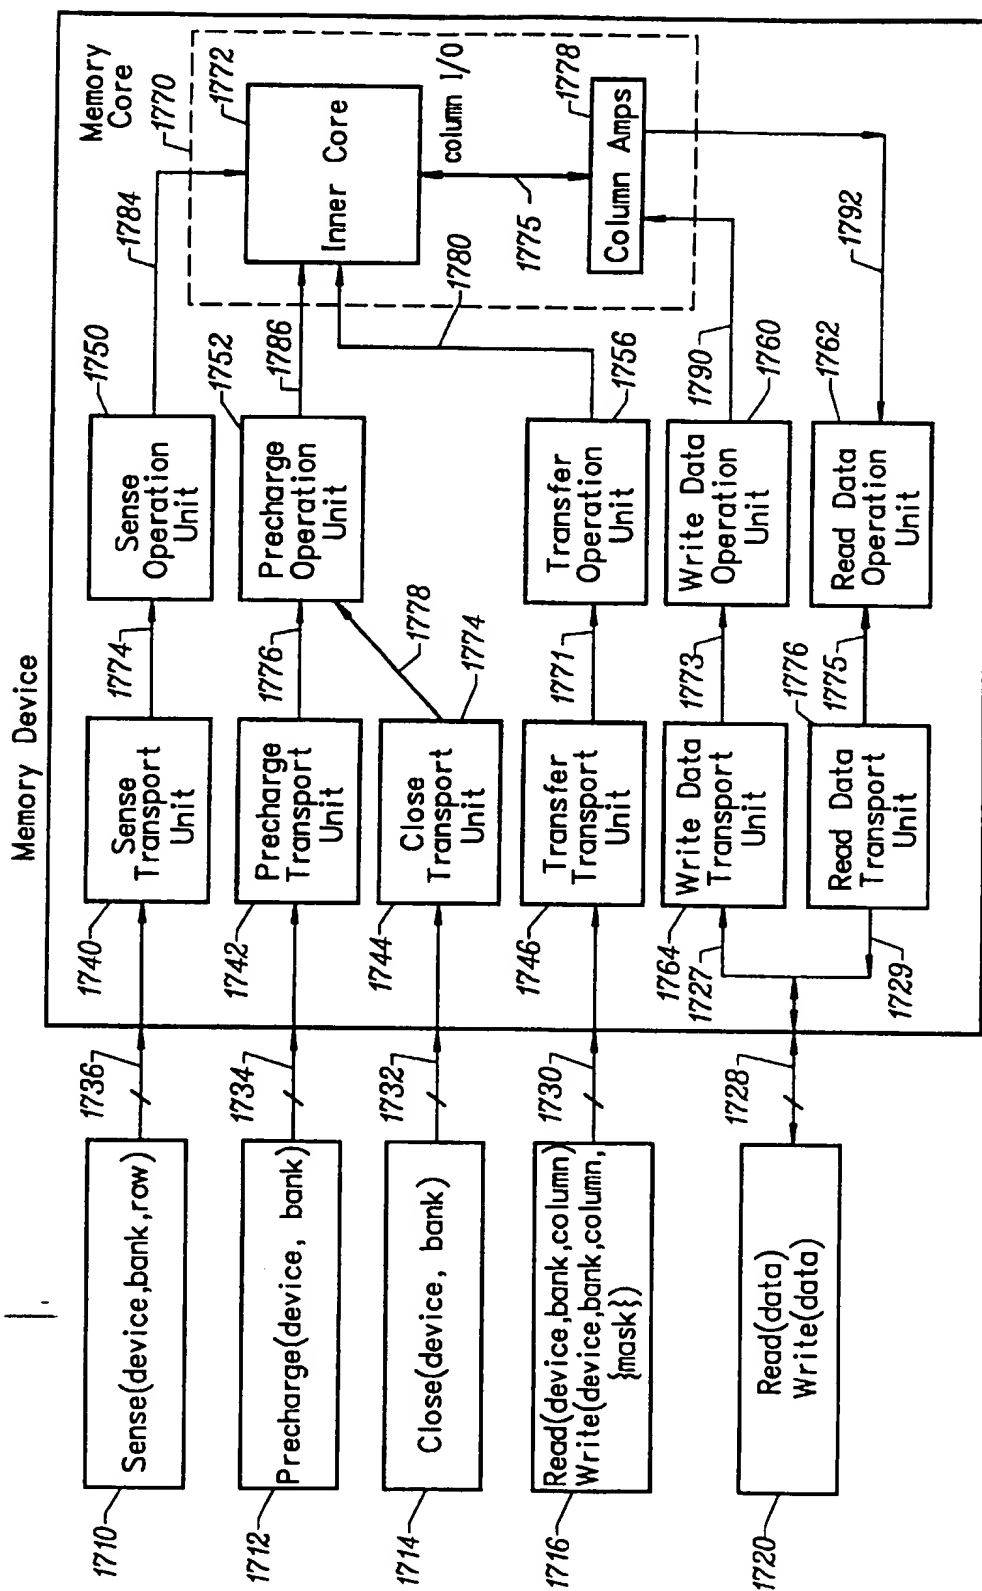 Memory Device
1710
Sense(device,bank,row)
1736
1740
Sense
Transport
Unit
1774
Sense
Operation
Unit
1750
1784
Memory
Core
1770
1712
Precharge(device, bank)
1734
1742
Precharge
Transport
Unit
1776
Precharge
Operation
Unit
1752
1786
Inner Core
1772
1714
Close(device, bank)
1732
1744
Close
Transport
Unit
1774
1778
1780
1775
column I/O
1716
Read(device,bank,column)
Write(device,bank,column,
{mask})
1730
1746
Transfer
Transport
Unit
1771
Transfer
Operation
Unit
1756
Column Amps
1778
1720
Read(data)
Write(data)
1728
1727
1764
Write Data
Transport
Unit
1773
Write Data
Operation
Unit
1760
1790
1729
Read Data
Transport
Unit
1776
1775
Read Data
Operation
Unit
1762
1792